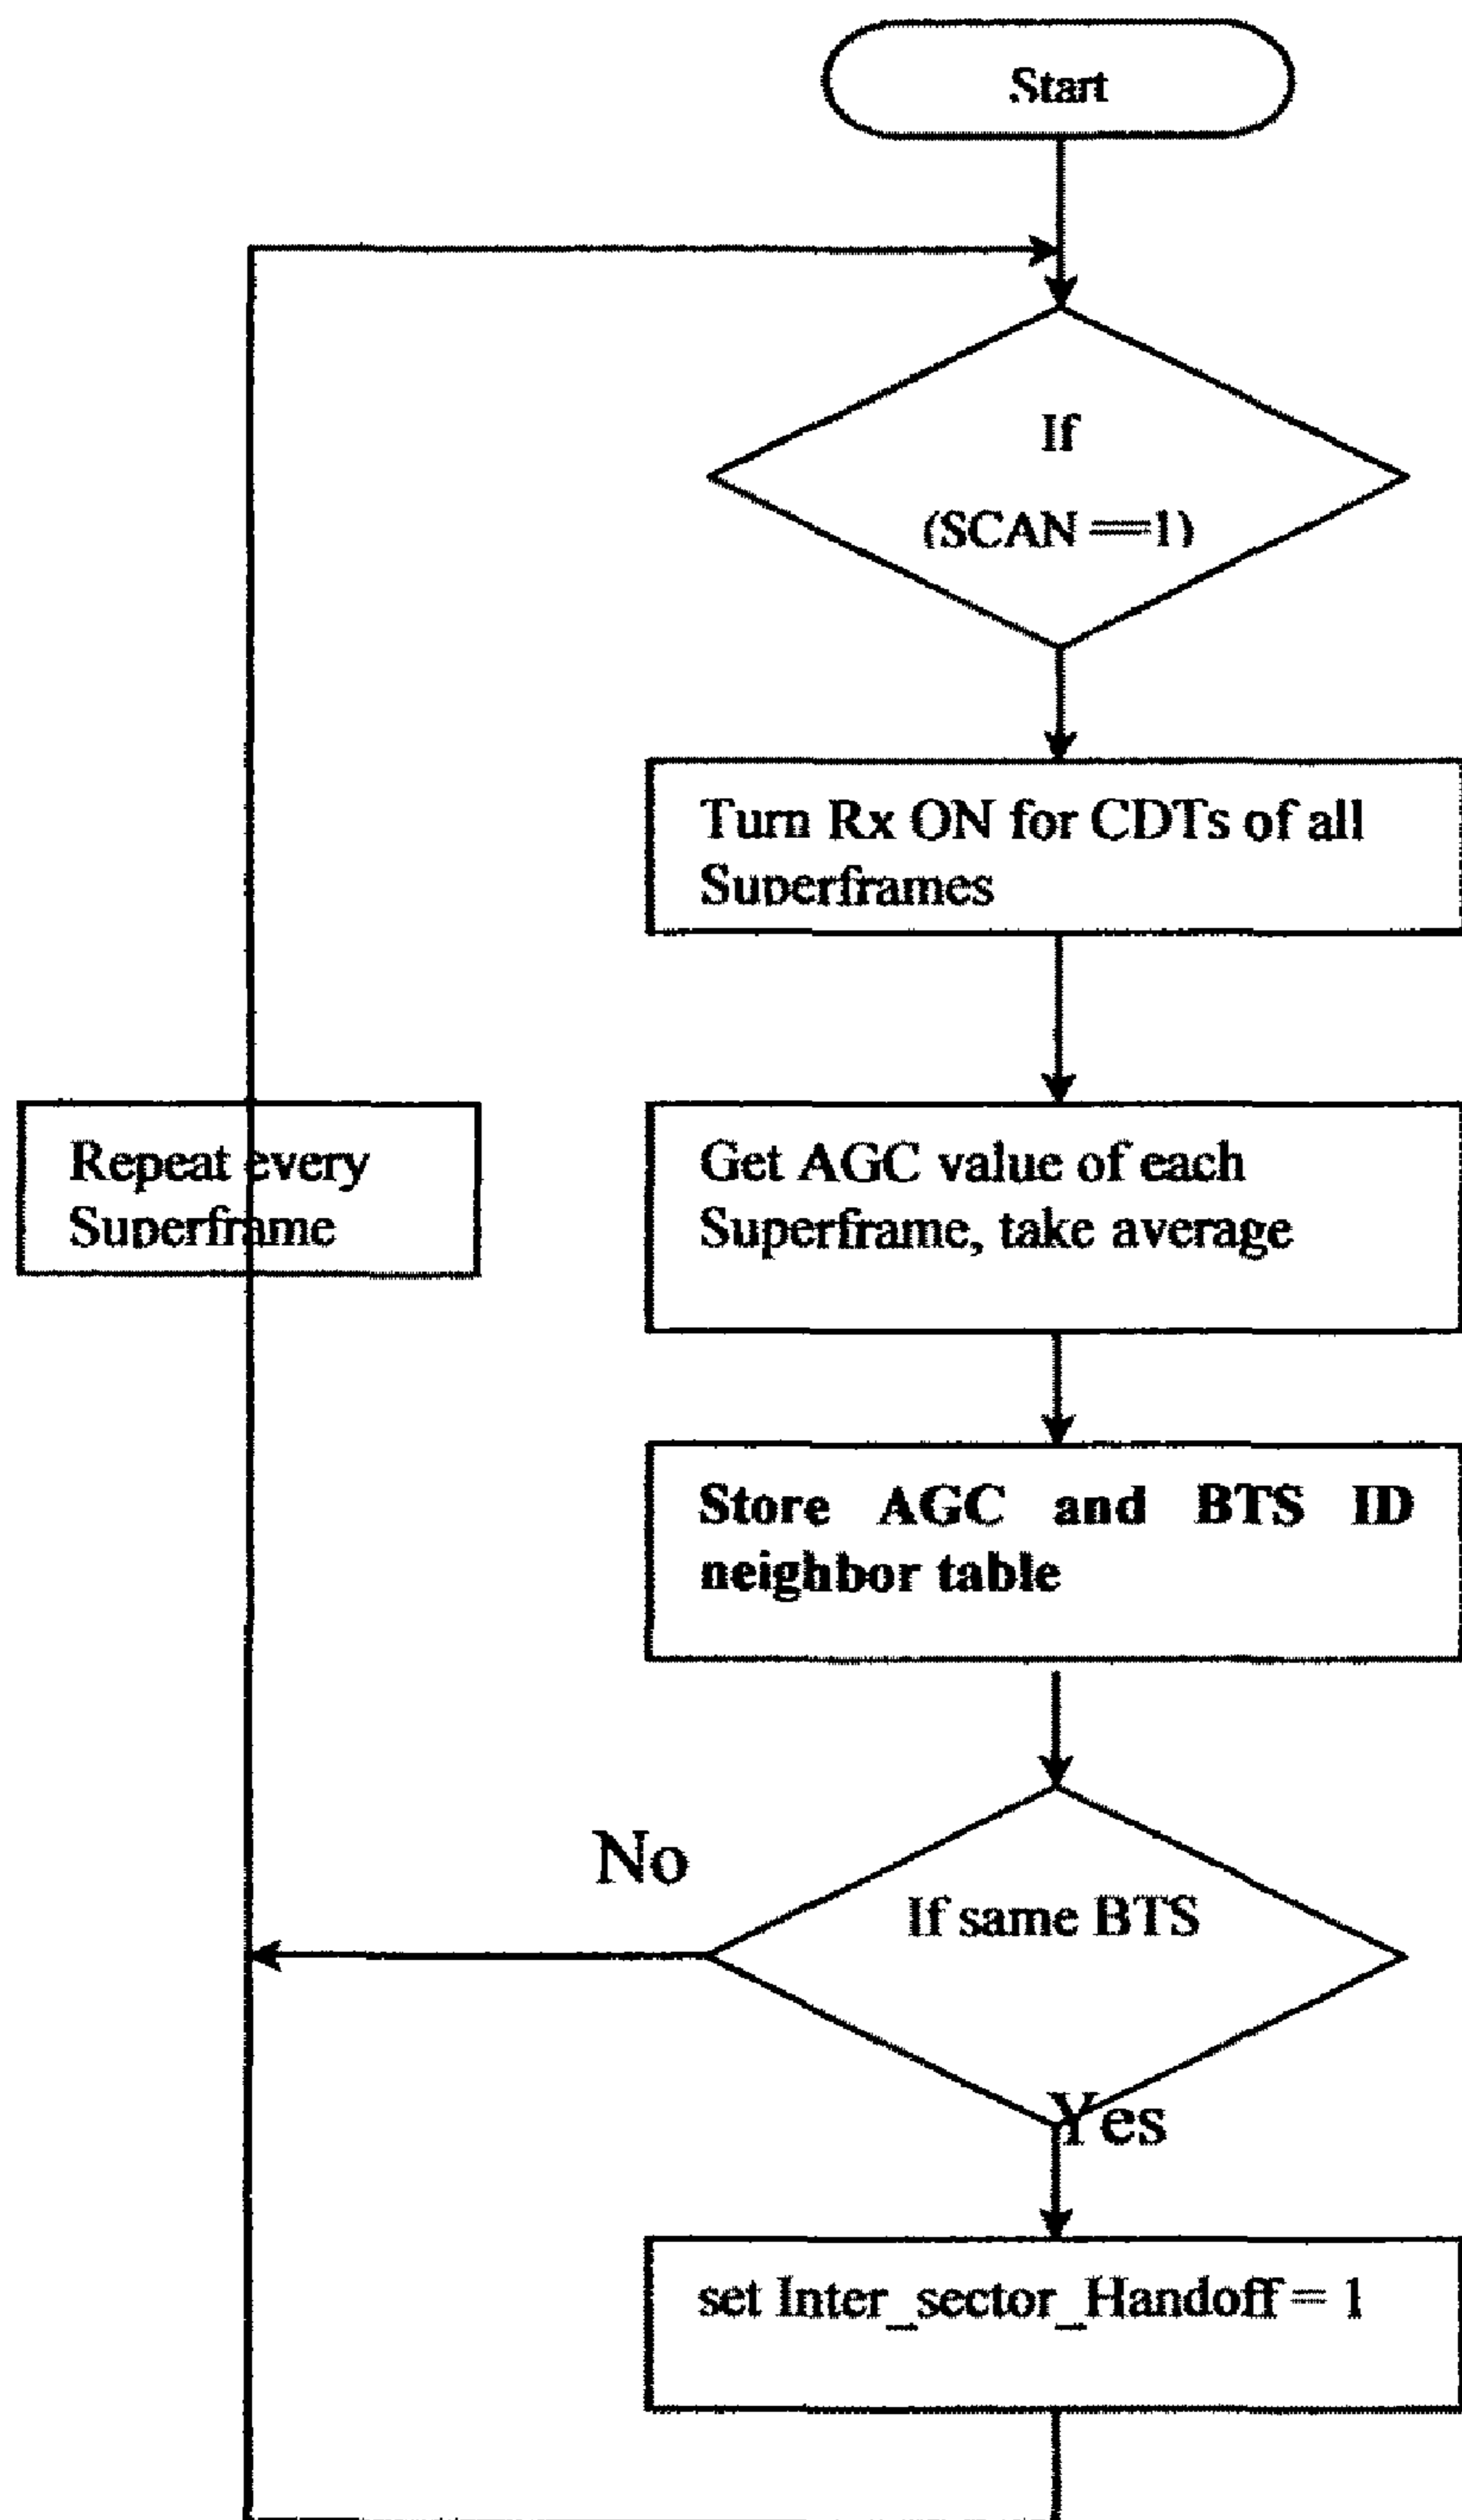 Start
If
(SCAN ==1)
Turn Rx ON for CDTs of all
Superframes
Repeat every
Superframe
Get AGC value of each
Superframe, take average
Store AGC and BTS ID
neighbor table
No
If same BTS
Yes
set Inter_sector_Handoff = 1